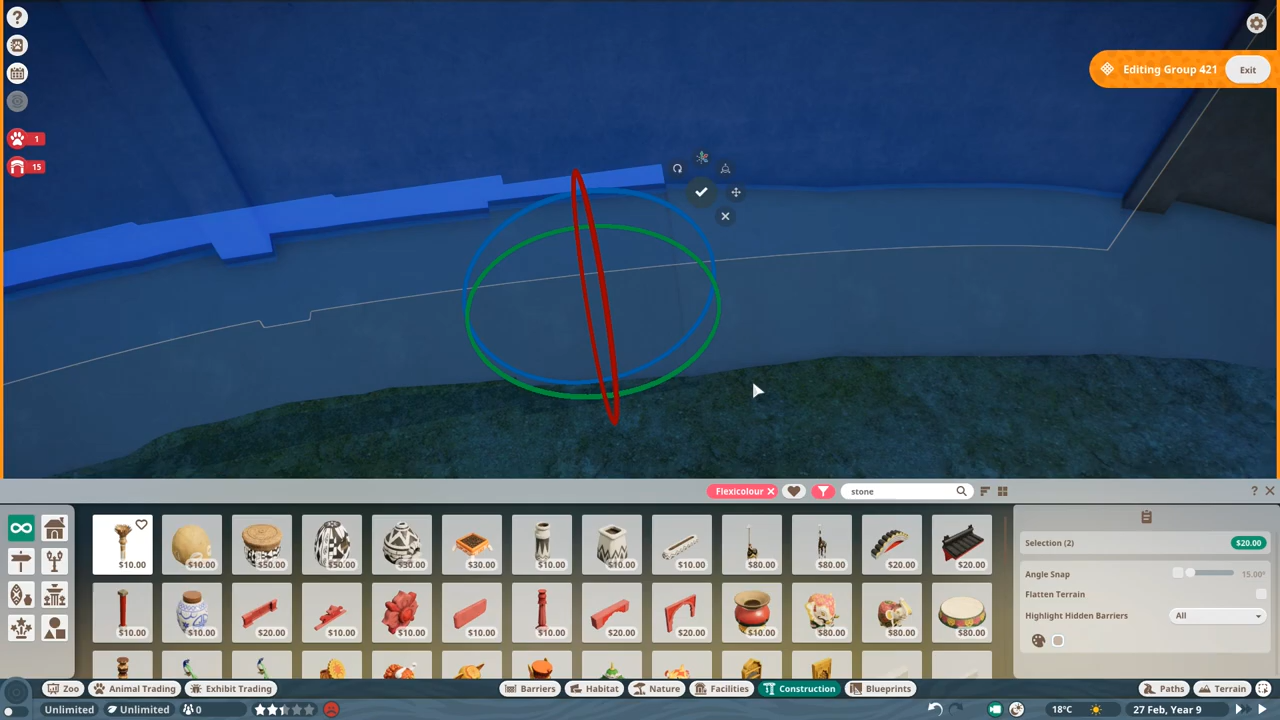 ?
Editing Group 421
Exit
1
15
Flexicolour ×
stone
? ×
$10.00 $10.00 $50.00 $50.00 $50.00 $30.00 $10.00 $10.00 $10.00 $80.00 $80.00 $20.00 $20.00
$10.00 $10.00 $20.00 $10.00 $10.00 $10.00 $10.00 $20.00 $20.00 $10.00 $80.00 $80.00 $80.00
Selection (2)
$20.00
Angle Snap
15.00°
Flatten Terrain
Highlight Hidden Barriers
All
Zoo
Animal Trading
Exhibit Trading
Barriers
Habitat
Nature
Facilities
Construction
Blueprints
Paths
Terrain
Unlimited
Unlimited
0
18°C
27 Feb, Year 9